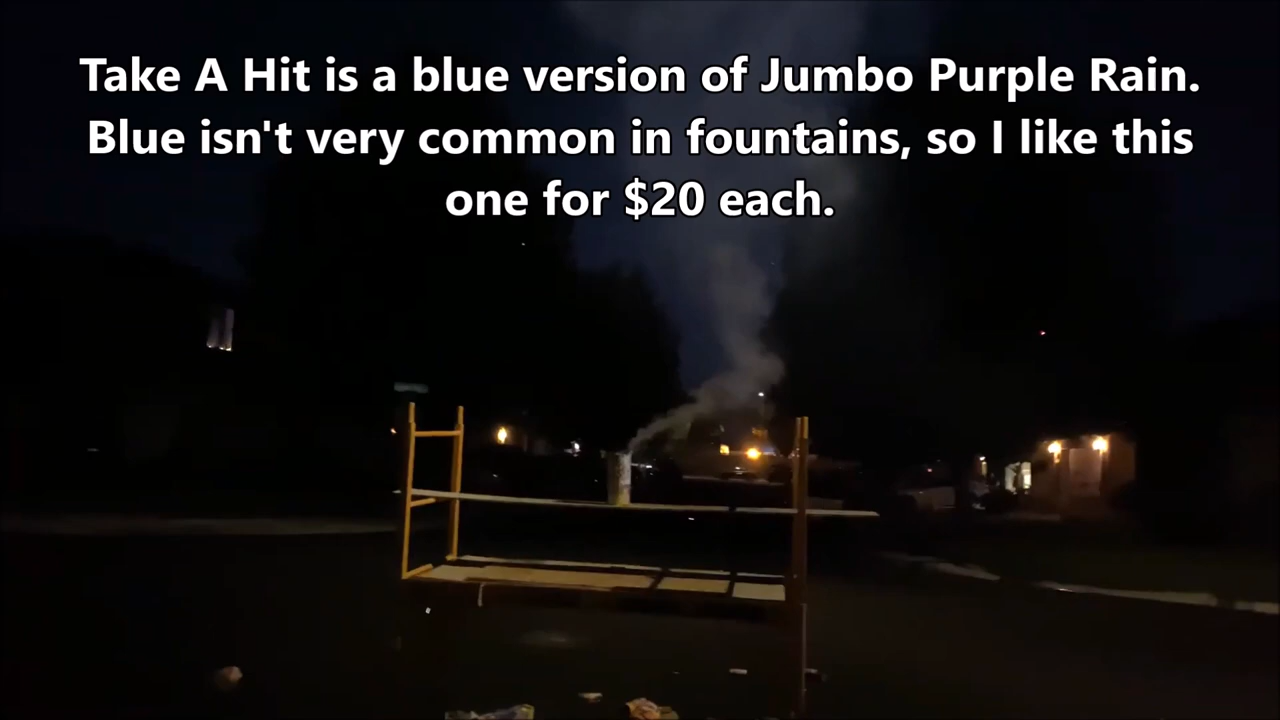 Take A Hit is a blue version of Jumbo Purple Rain.
Blue isn't very common in fountains, so I like this
one for $20 each.